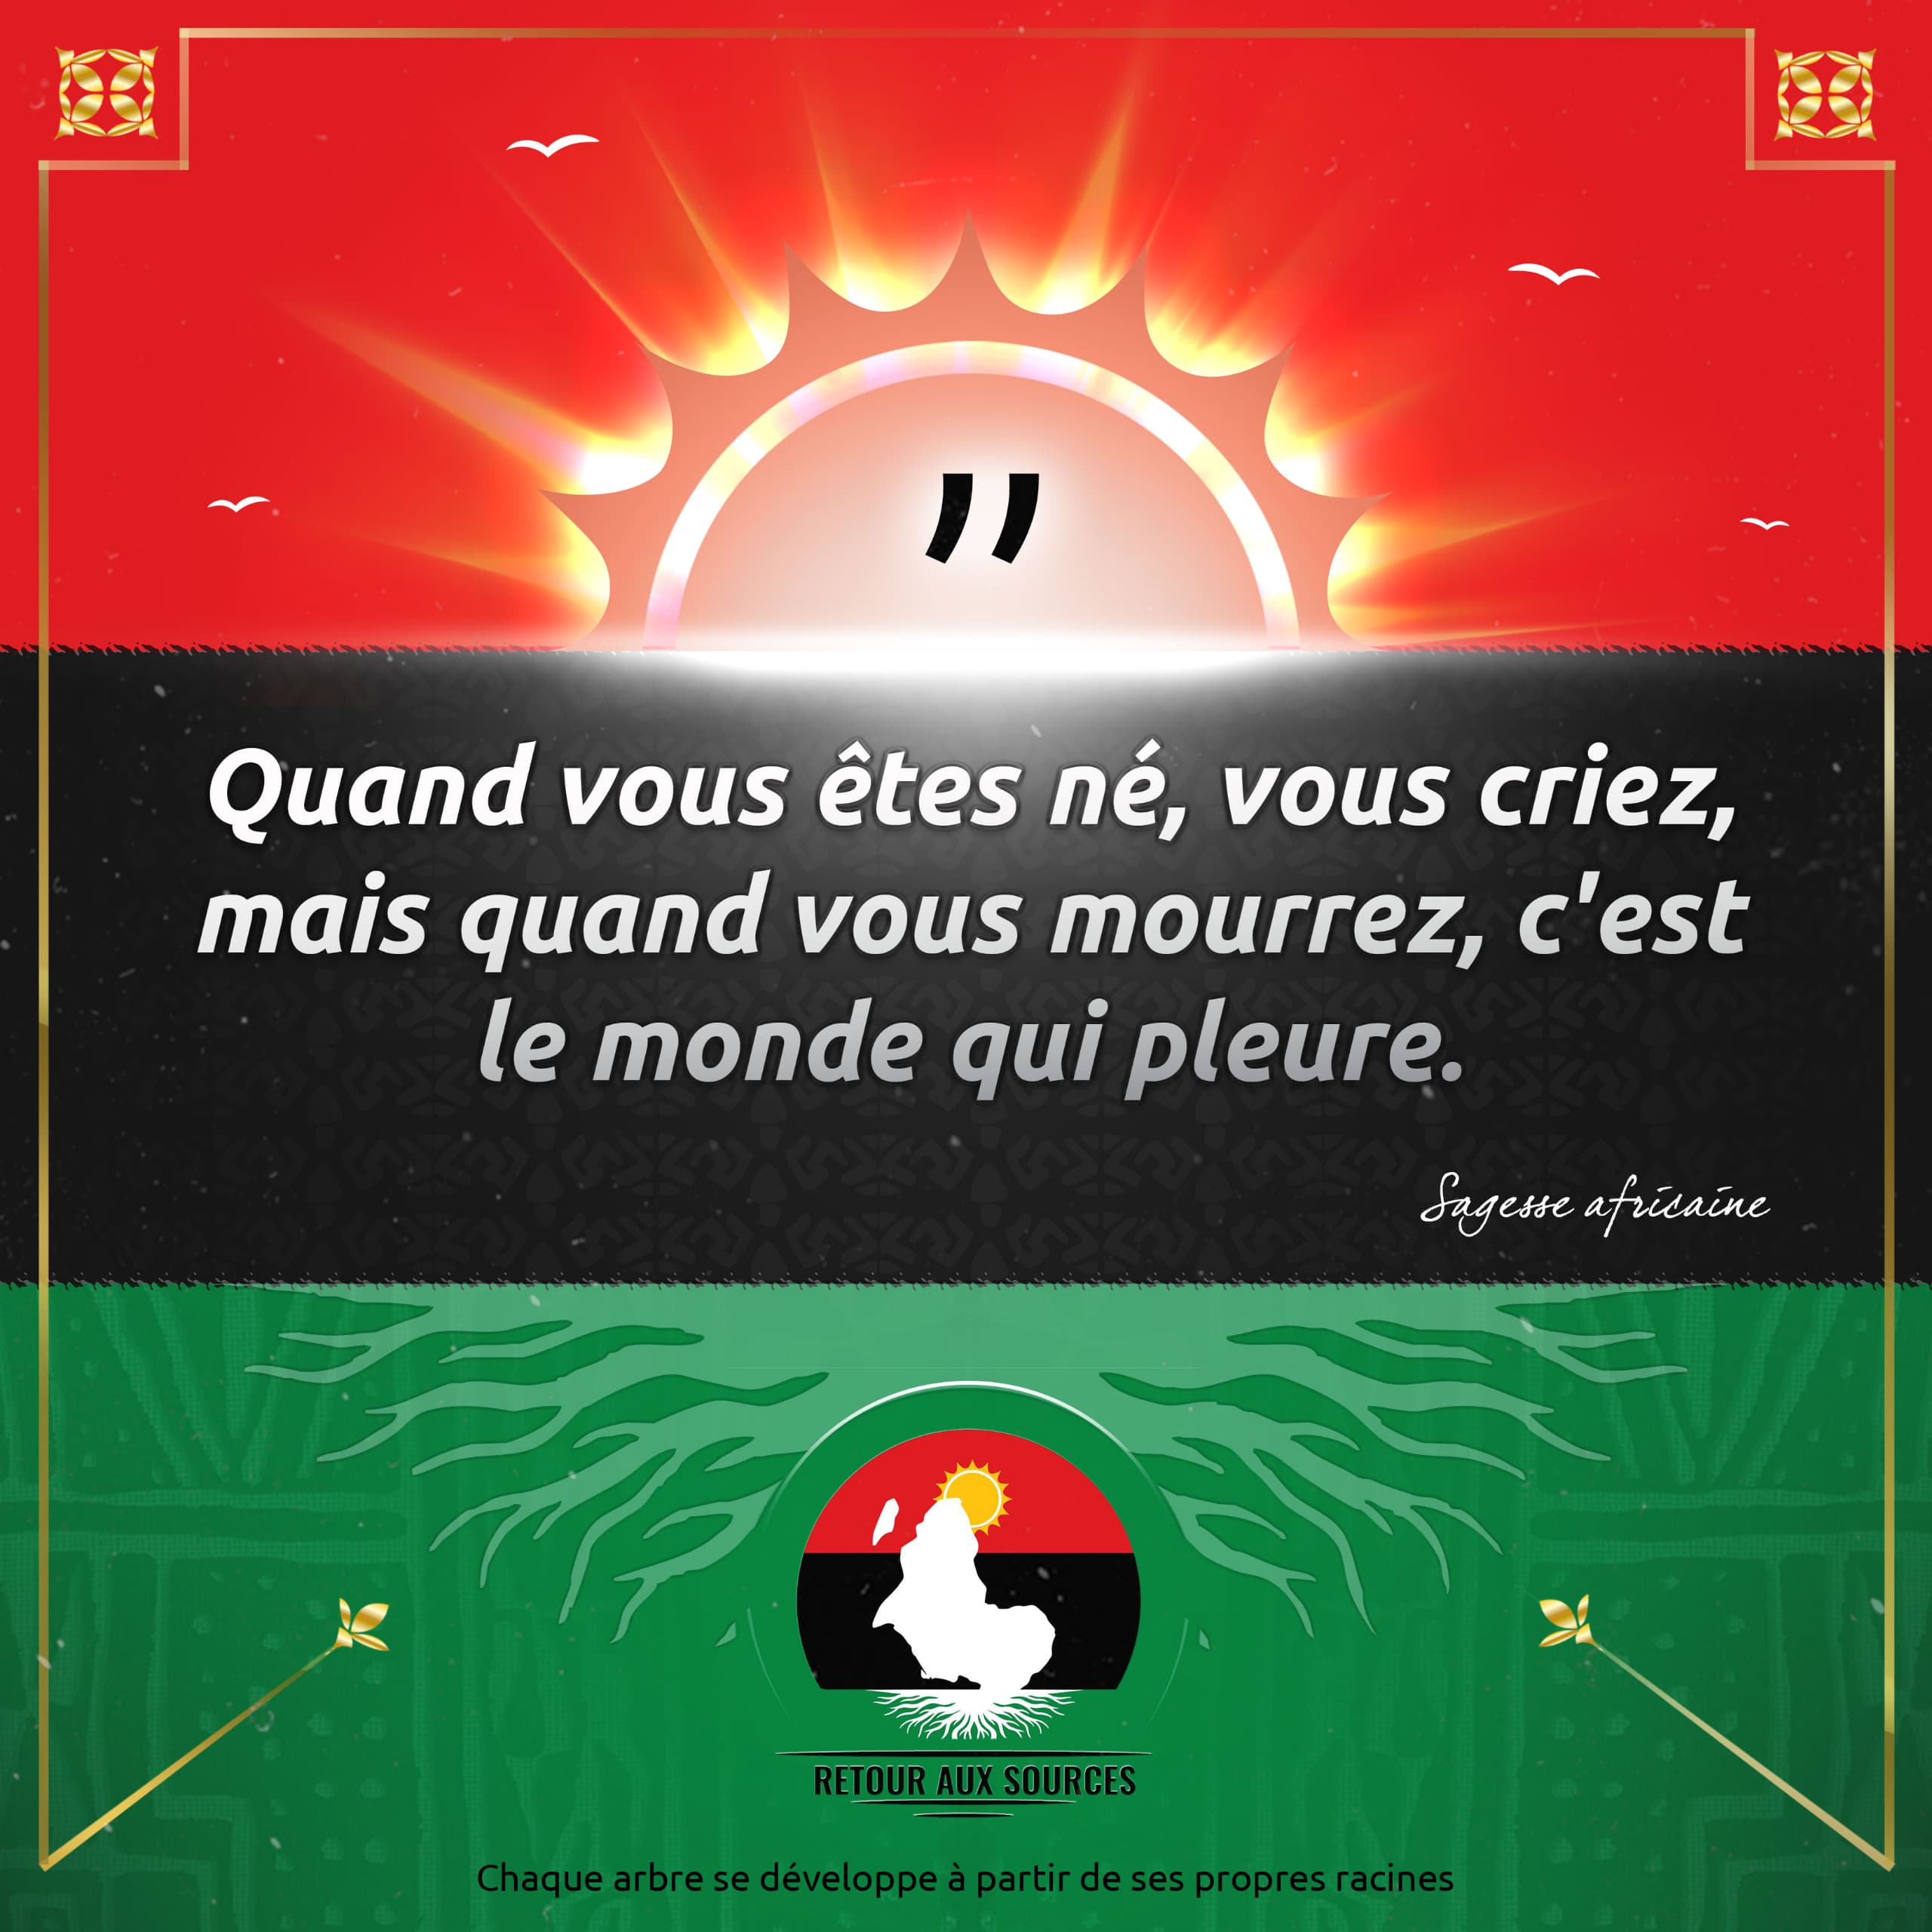 ”
Quand vous êtes né, vous criez,
mais quand vous mourrez, c'est
le monde qui pleure.
Sagesse africaine
RETOUR AUX SOURCES
Chaque arbre se développe à partir de ses propres racines